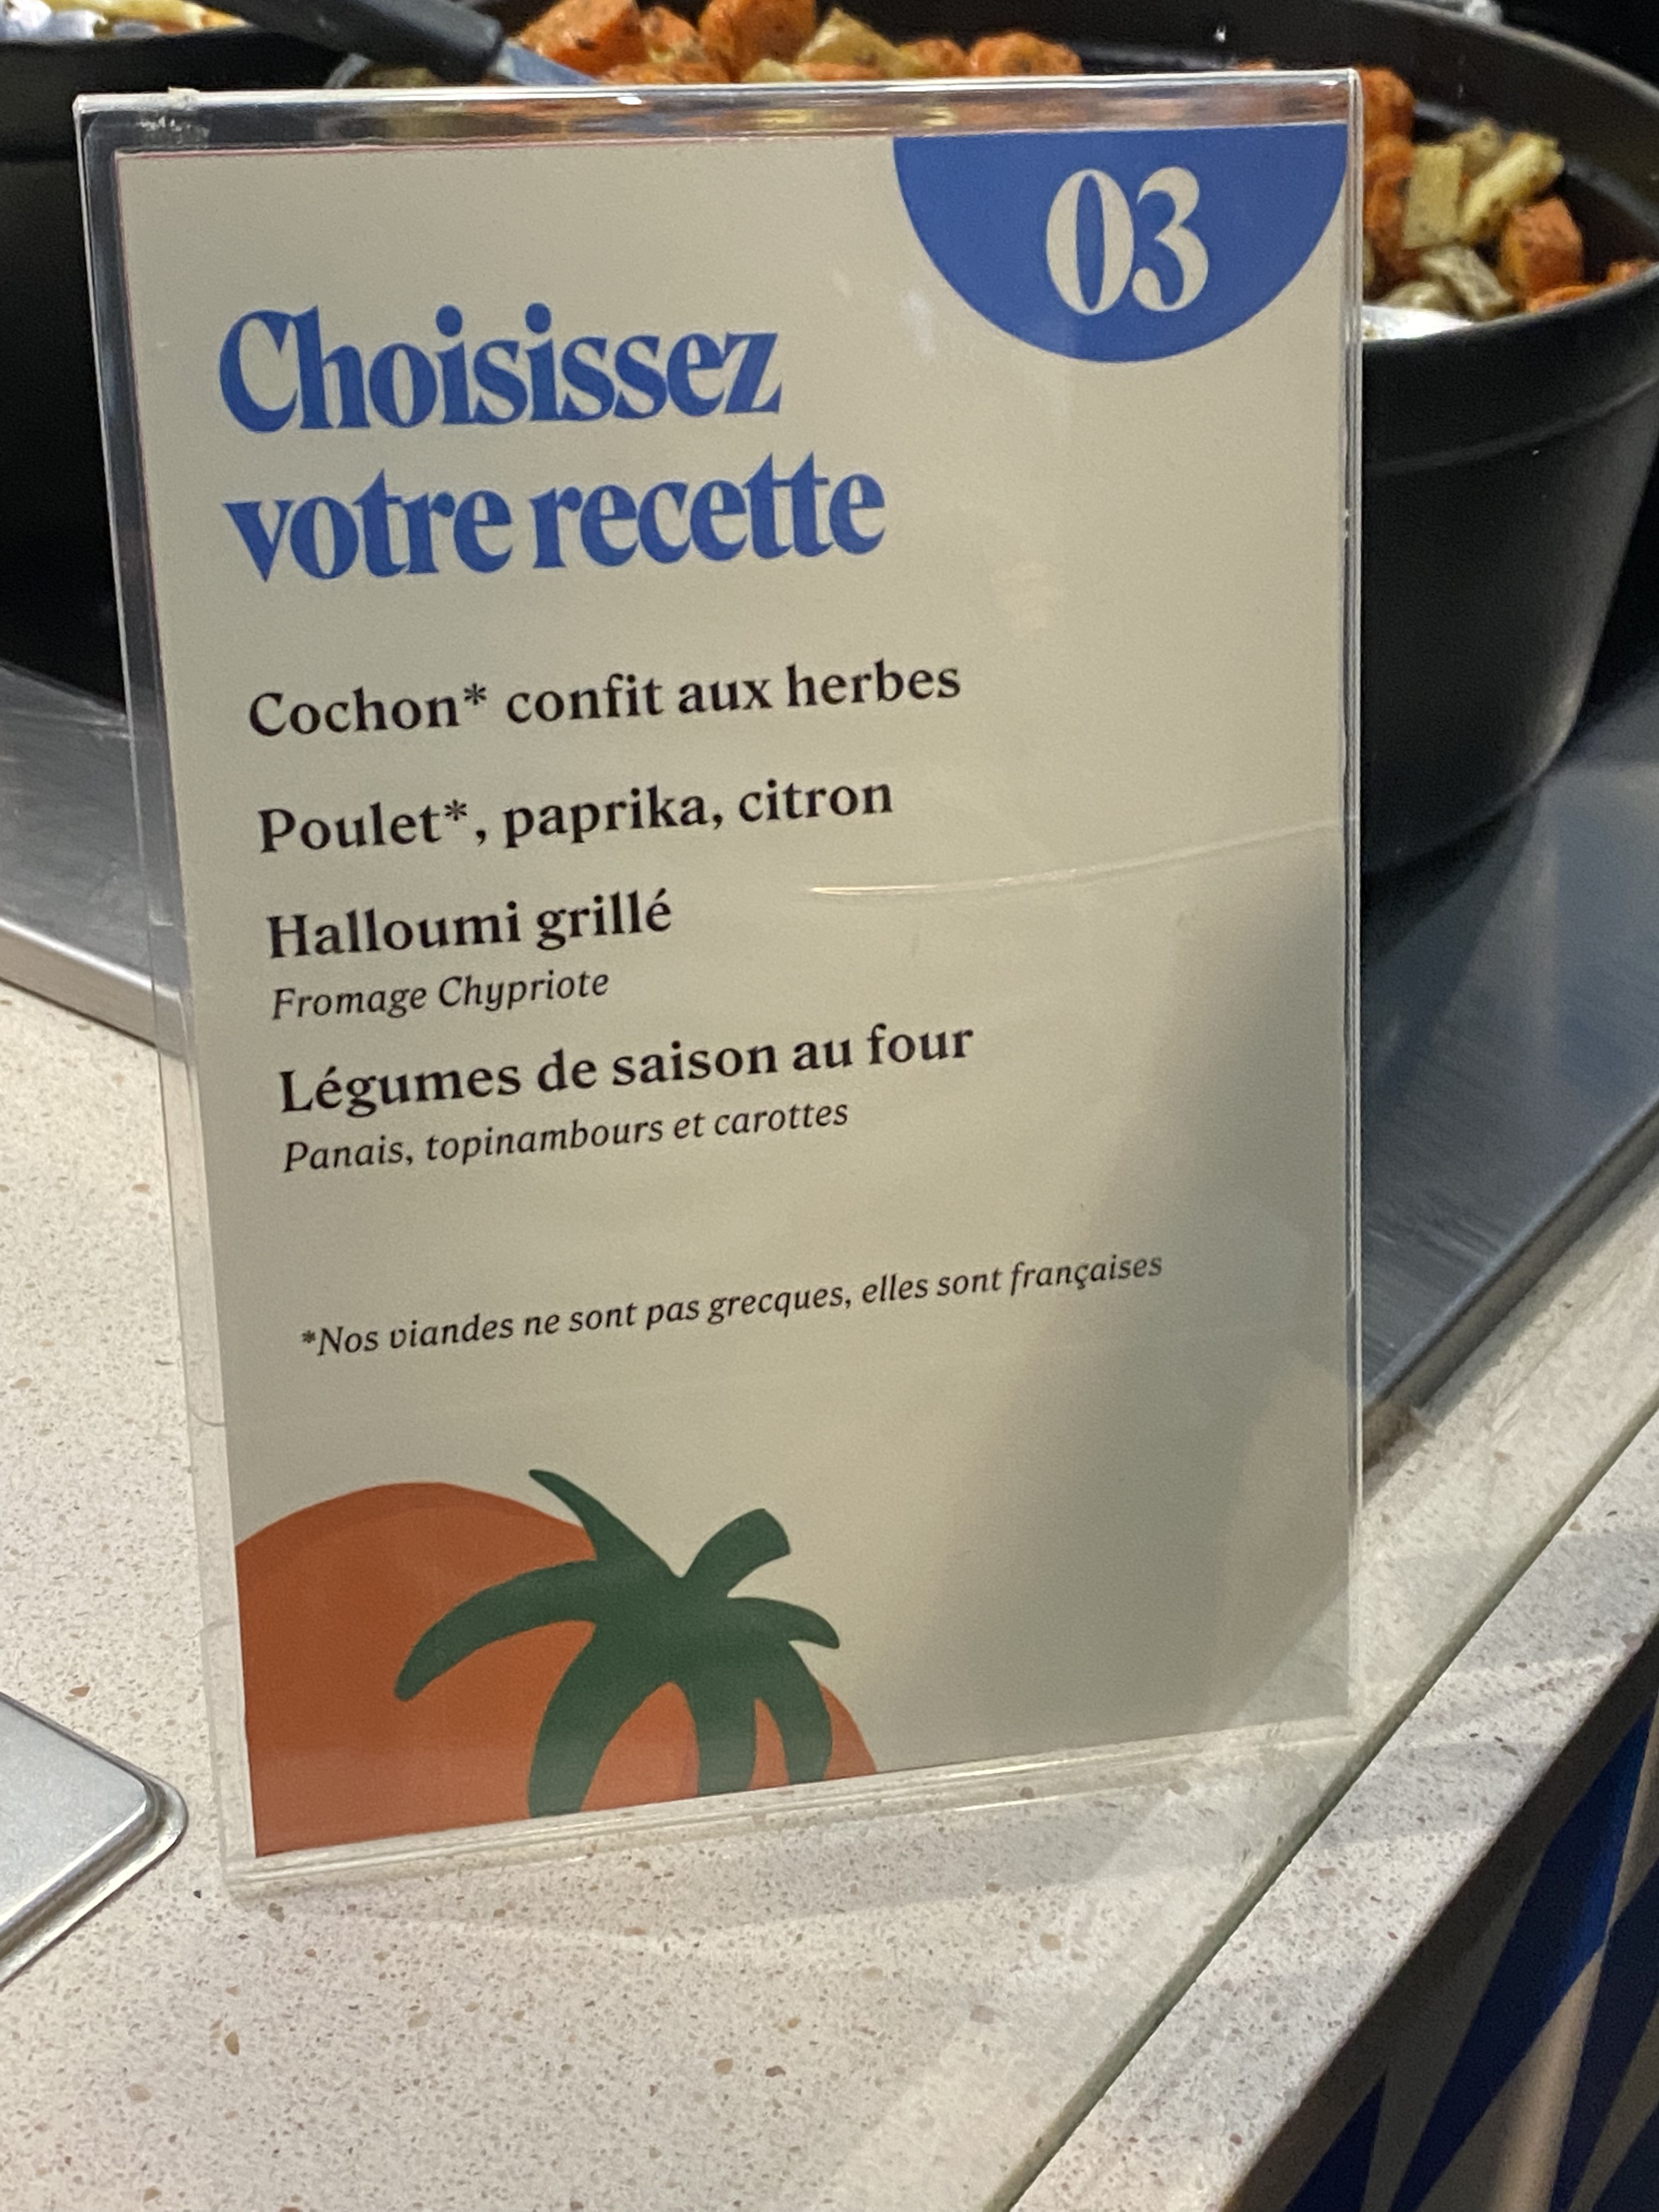 03
Choisissez
votre recette
Cochon* confit aux herbes
Poulet*, paprika, citron
Halloumi grillé
Fromage Chypriote
Légumes de saison au four
Panais, topinambours et carottes
*Nos viandes ne sont pas grecques, elles sont françaises